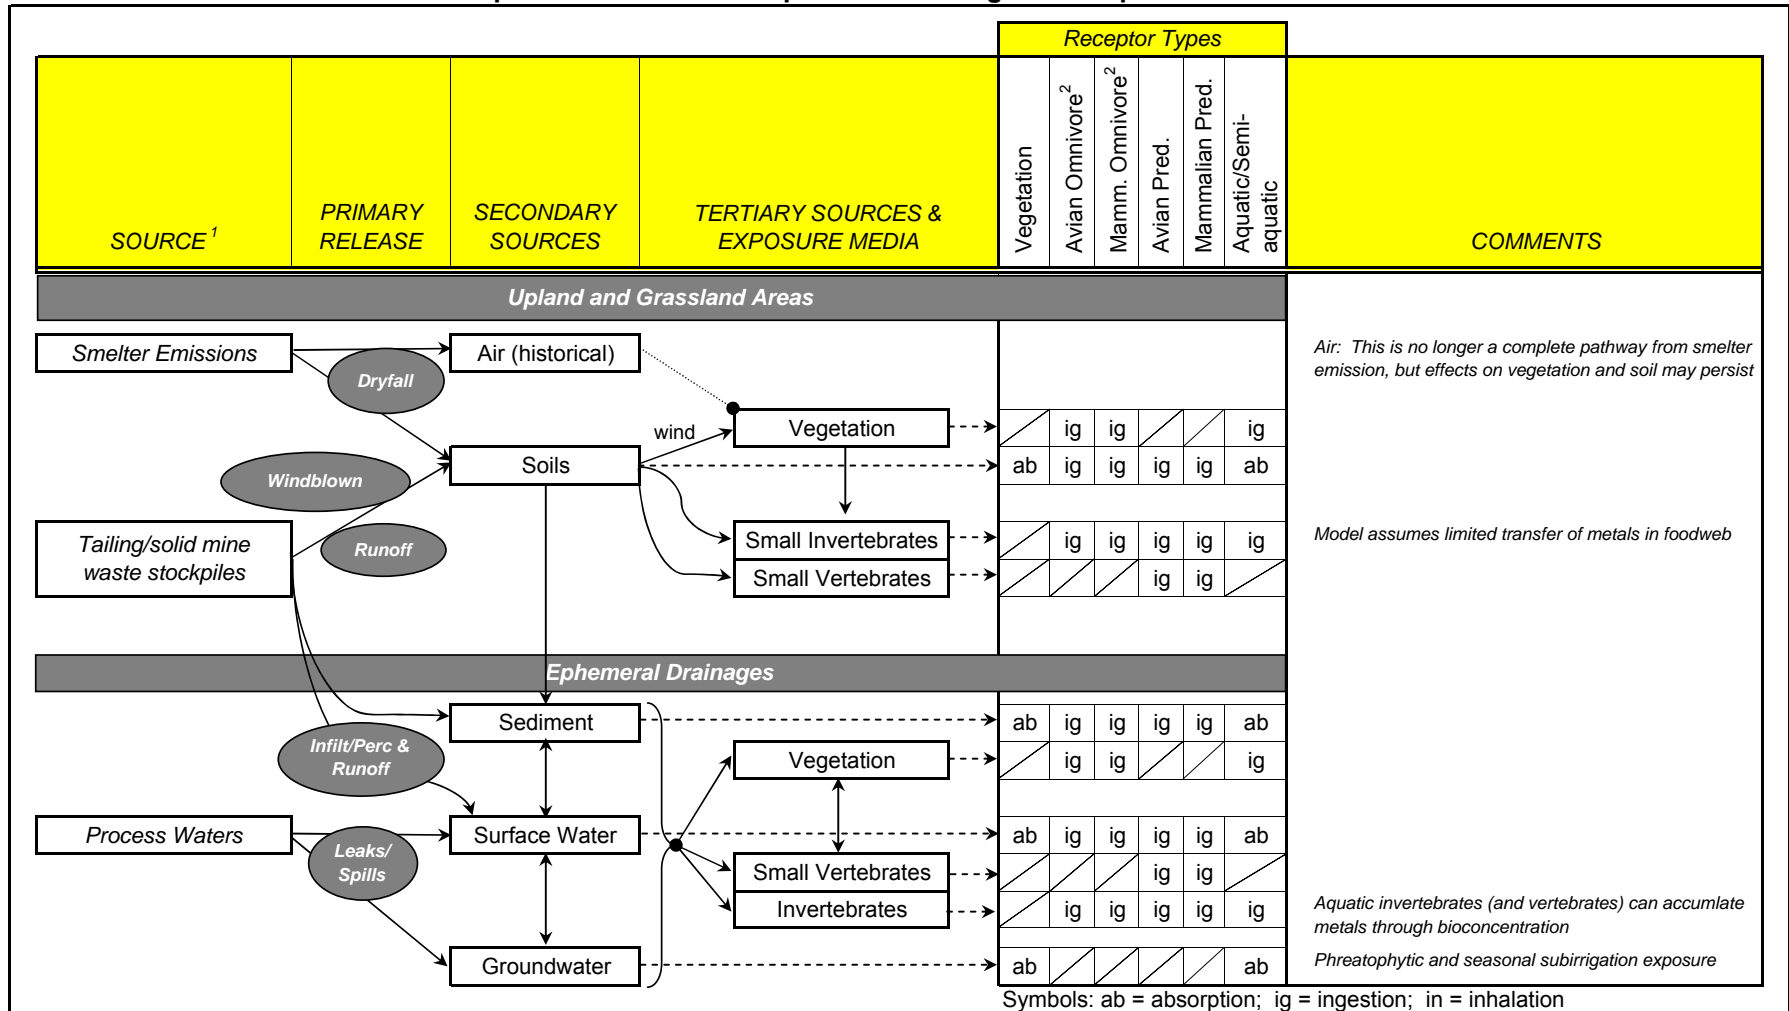 Receptor Types
SOURCE 1
PRIMARY
RELEASE
SECONDARY
SOURCES
TERTIARY SOURCES &
EXPOSURE MEDIA
Vegetation
Avian Omnivore2
Mamm. Omnivore2
Avian Pred.
Mammalian Pred.
Aquatic/Semi-
aquatic
COMMENTS
Upland and Grassland Areas
Smelter Emissions
Dryfall
Air (historical)
Air: This is no longer a complete pathway from smelter
emission, but effects on vegetation and soil may persist
wind
Vegetation
ig ig ig
Windblown
Soils
ab ig ig ig ig ab
Tailing/solid mine
waste stockpiles
Runoff
Small Invertebrates
ig ig ig ig ig
Model assumes limited transfer of metals in foodweb
Small Vertebrates
ig ig
Ephemeral Drainages
Sediment
ab ig ig ig ig ab
Infilt/Perc &
Runoff
Vegetation
ig ig ig
Process Waters
Leaks/
Spills
Surface Water
ab ig ig ig ig ab
Small Vertebrates
ig ig
Invertebrates
ig ig ig ig ig
Aquatic invertebrates (and vertebrates) can accumlate
metals through bioconcentration
Groundwater
ab ab
Phreatophytic and seasonal subirrigation exposure
Symbols: ab = absorption; ig = ingestion; in = inhalation